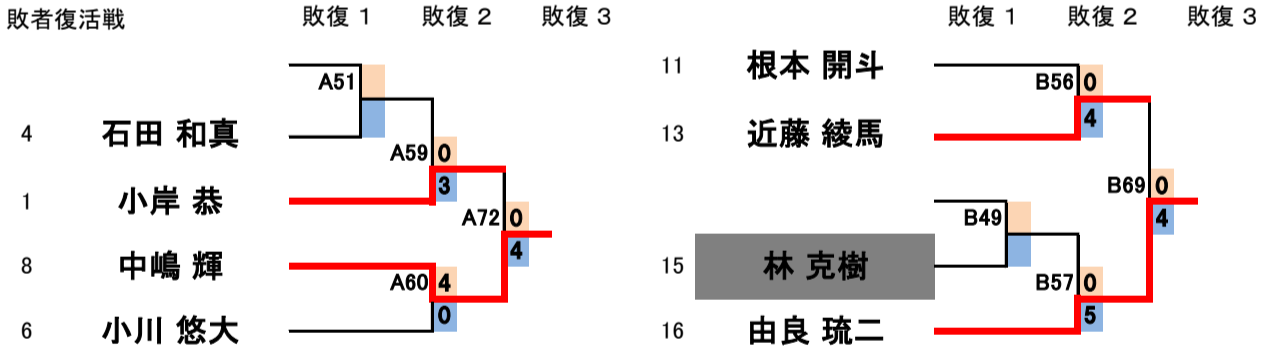 敗者復活戦 敗復 1 敗復 2 敗復 3
A51
4 石田 和真
A59 0
3
1 小岸 恭
A72 0
4
8 中嶋 輝
A60 4
0
6 小川 悠大
敗復 1 敗復 2 敗復 3
11 根本 開斗
B56 0
4
13 近藤 綾馬
B69 0
4
B49
15 林 克樹
B57 0
5
16 由良 琉二